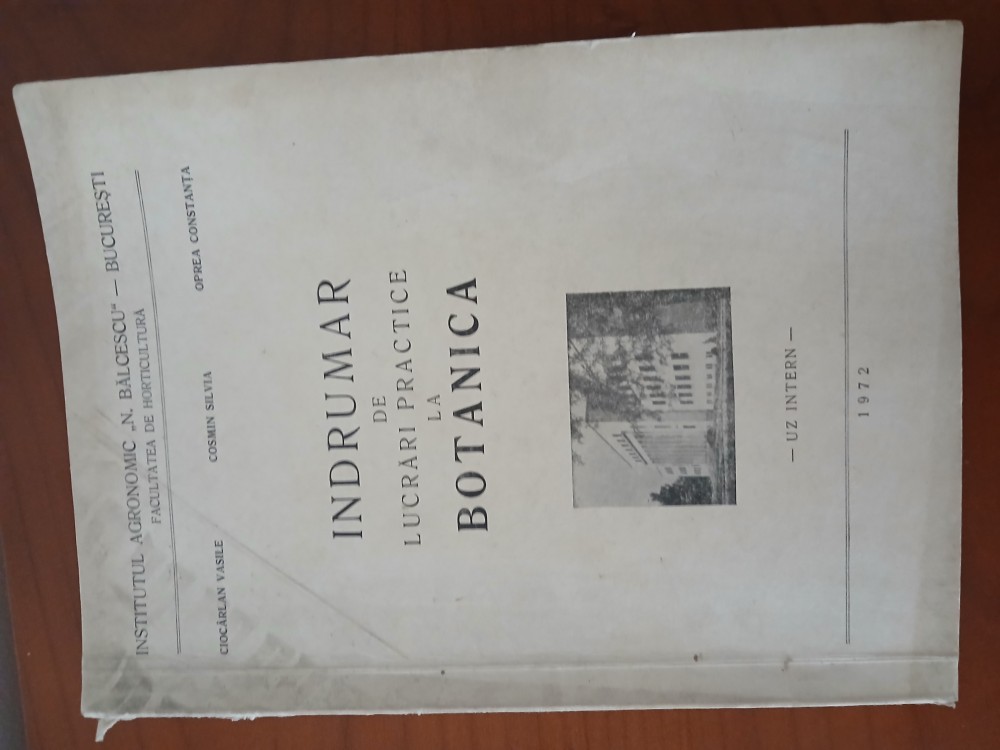 INSTITUTUL AGRONOMIC „N. BĂLCESCU“ — BUCUREȘTI
FACULTATEA DE HORTICULTURĂ
CIOCÂRLAN VASILE COSMIN SILVIA OPREA CONSTANȚA
INDRUMAR
DE
LUCRĂRI PRACTICE
LA
BOTANICA
— UZ INTERN —
1972